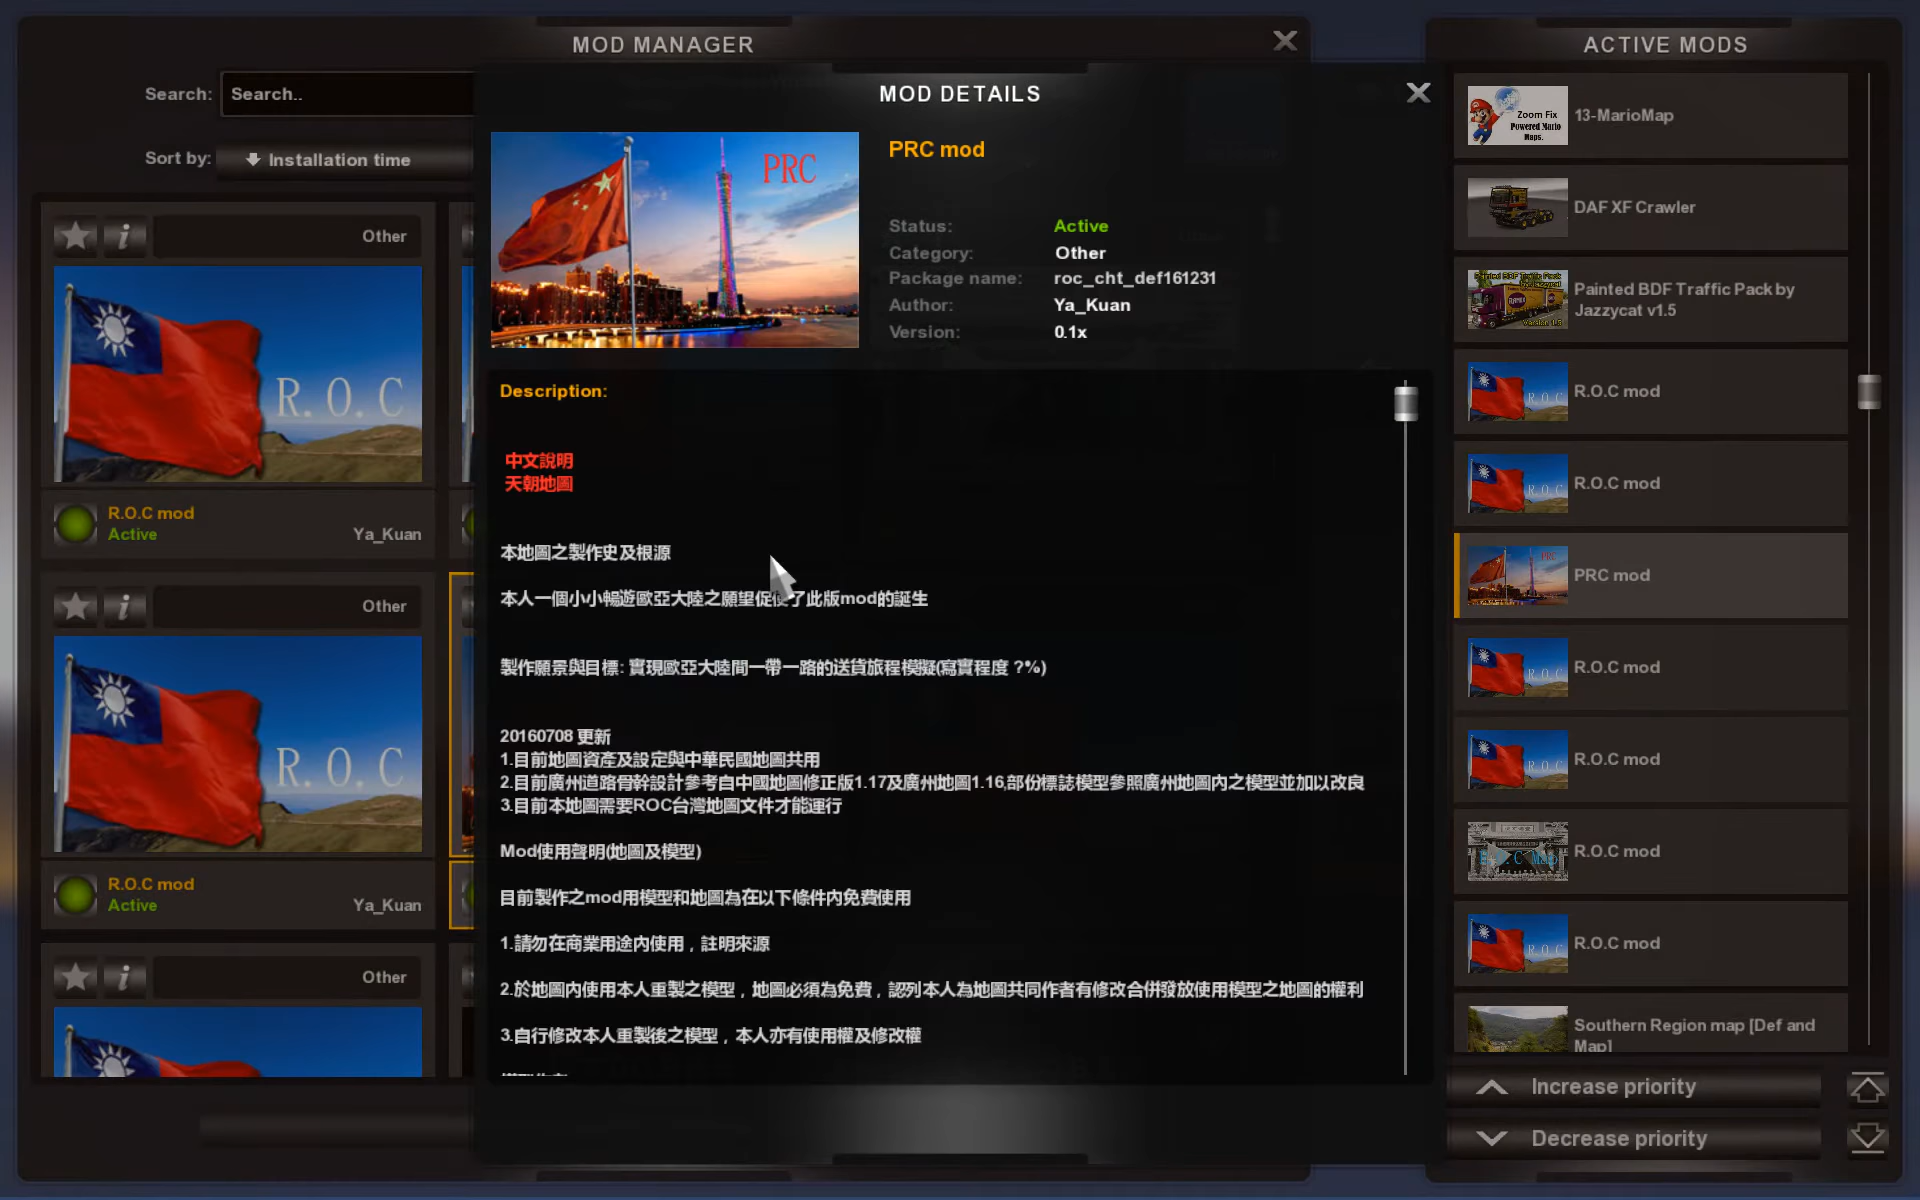 MOD MANAGER
Search:
Search..
Sort by:
Installation time
Other
R.O.C
R.O.C mod
Active
Ya_Kuan
Other
R.O.C
R.O.C mod
Active
Ya_Kuan
Other
MOD DETAILS
PRC
PRC mod
Status: Active
Category: Other
Package name: roc_cht_def161231
Author: Ya_Kuan
Version: 0.1x
Description:
中文說明
天朝地圖
本地圖之製作史及根源
本人一個小小暢遊歐亞大陸之願望促使了此版mod的誕生
製作願景與目標: 實現歐亞大陸間一帶一路的送貨旅程模擬(寫實程度 ?%)
20160708 更新
1.目前地圖資產及設定與中華民國地圖共用
2.目前廣州道路骨幹設計參考自中國地圖修正版1.17及廣州地圖1.16,部份標誌模型參照廣州地圖內之模型並加以改良
3.目前本地圖需要ROC台灣地圖文件才能運行
Mod使用聲明(地圖及模型)
目前製作之mod用模型和地圖為在以下條件內免費使用
1.請勿在商業用途內使用，註明來源
2.於地圖內使用本人重製之模型，地圖必須為免費，認列本人為地圖共同作者有修改合併發放使用模型之地圖的權利
3.自行修改本人重製後之模型，本人亦有使用權及修改權
ACTIVE MODS
Zoom Fix
Powered Mario
Maps.
13-MarioMap
DAF XF Crawler
Painted BDF Traffic Pack
by Jazzycat
Version 1.5
Painted BDF Traffic Pack by
Jazzycat v1.5
R.O.C
R.O.C mod
R.O.C
R.O.C mod
PRC
PRC mod
R.O.C
R.O.C mod
R.O.C
R.O.C mod
R.O.C Map
R.O.C mod
R.O.C
R.O.C mod
Southern Region map [Def and
Map]
Increase priority
Decrease priority